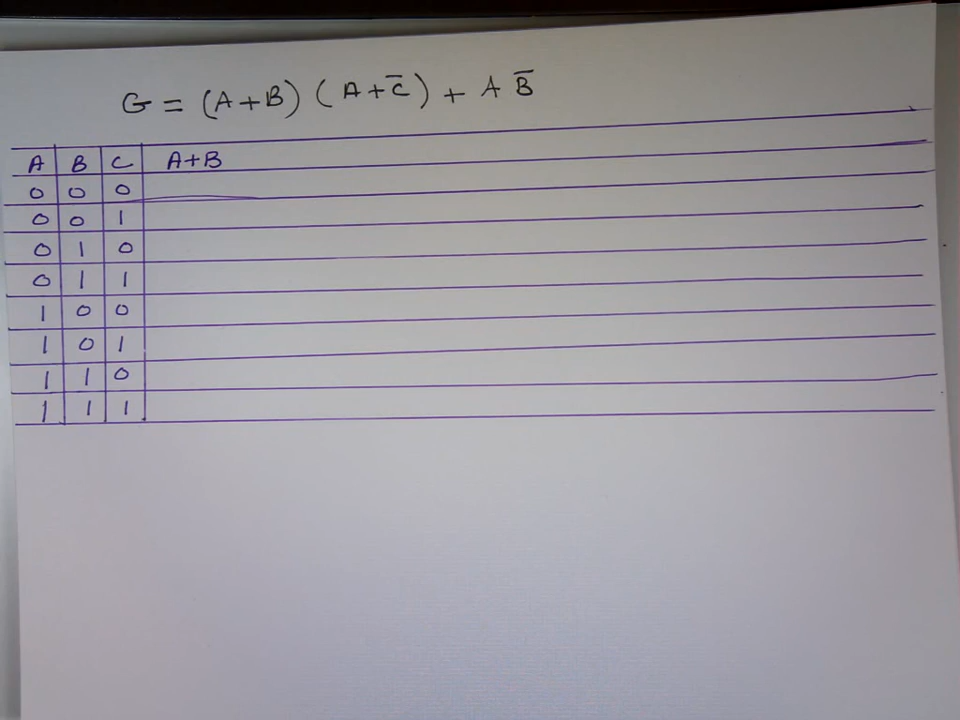 G = (A+B) (A+C̅) + A B̅
A B C A+B
0 0 0
0 0 1
0 1 0
0 1 1
1 0 0
1 0 1
1 1 0
1 1 1